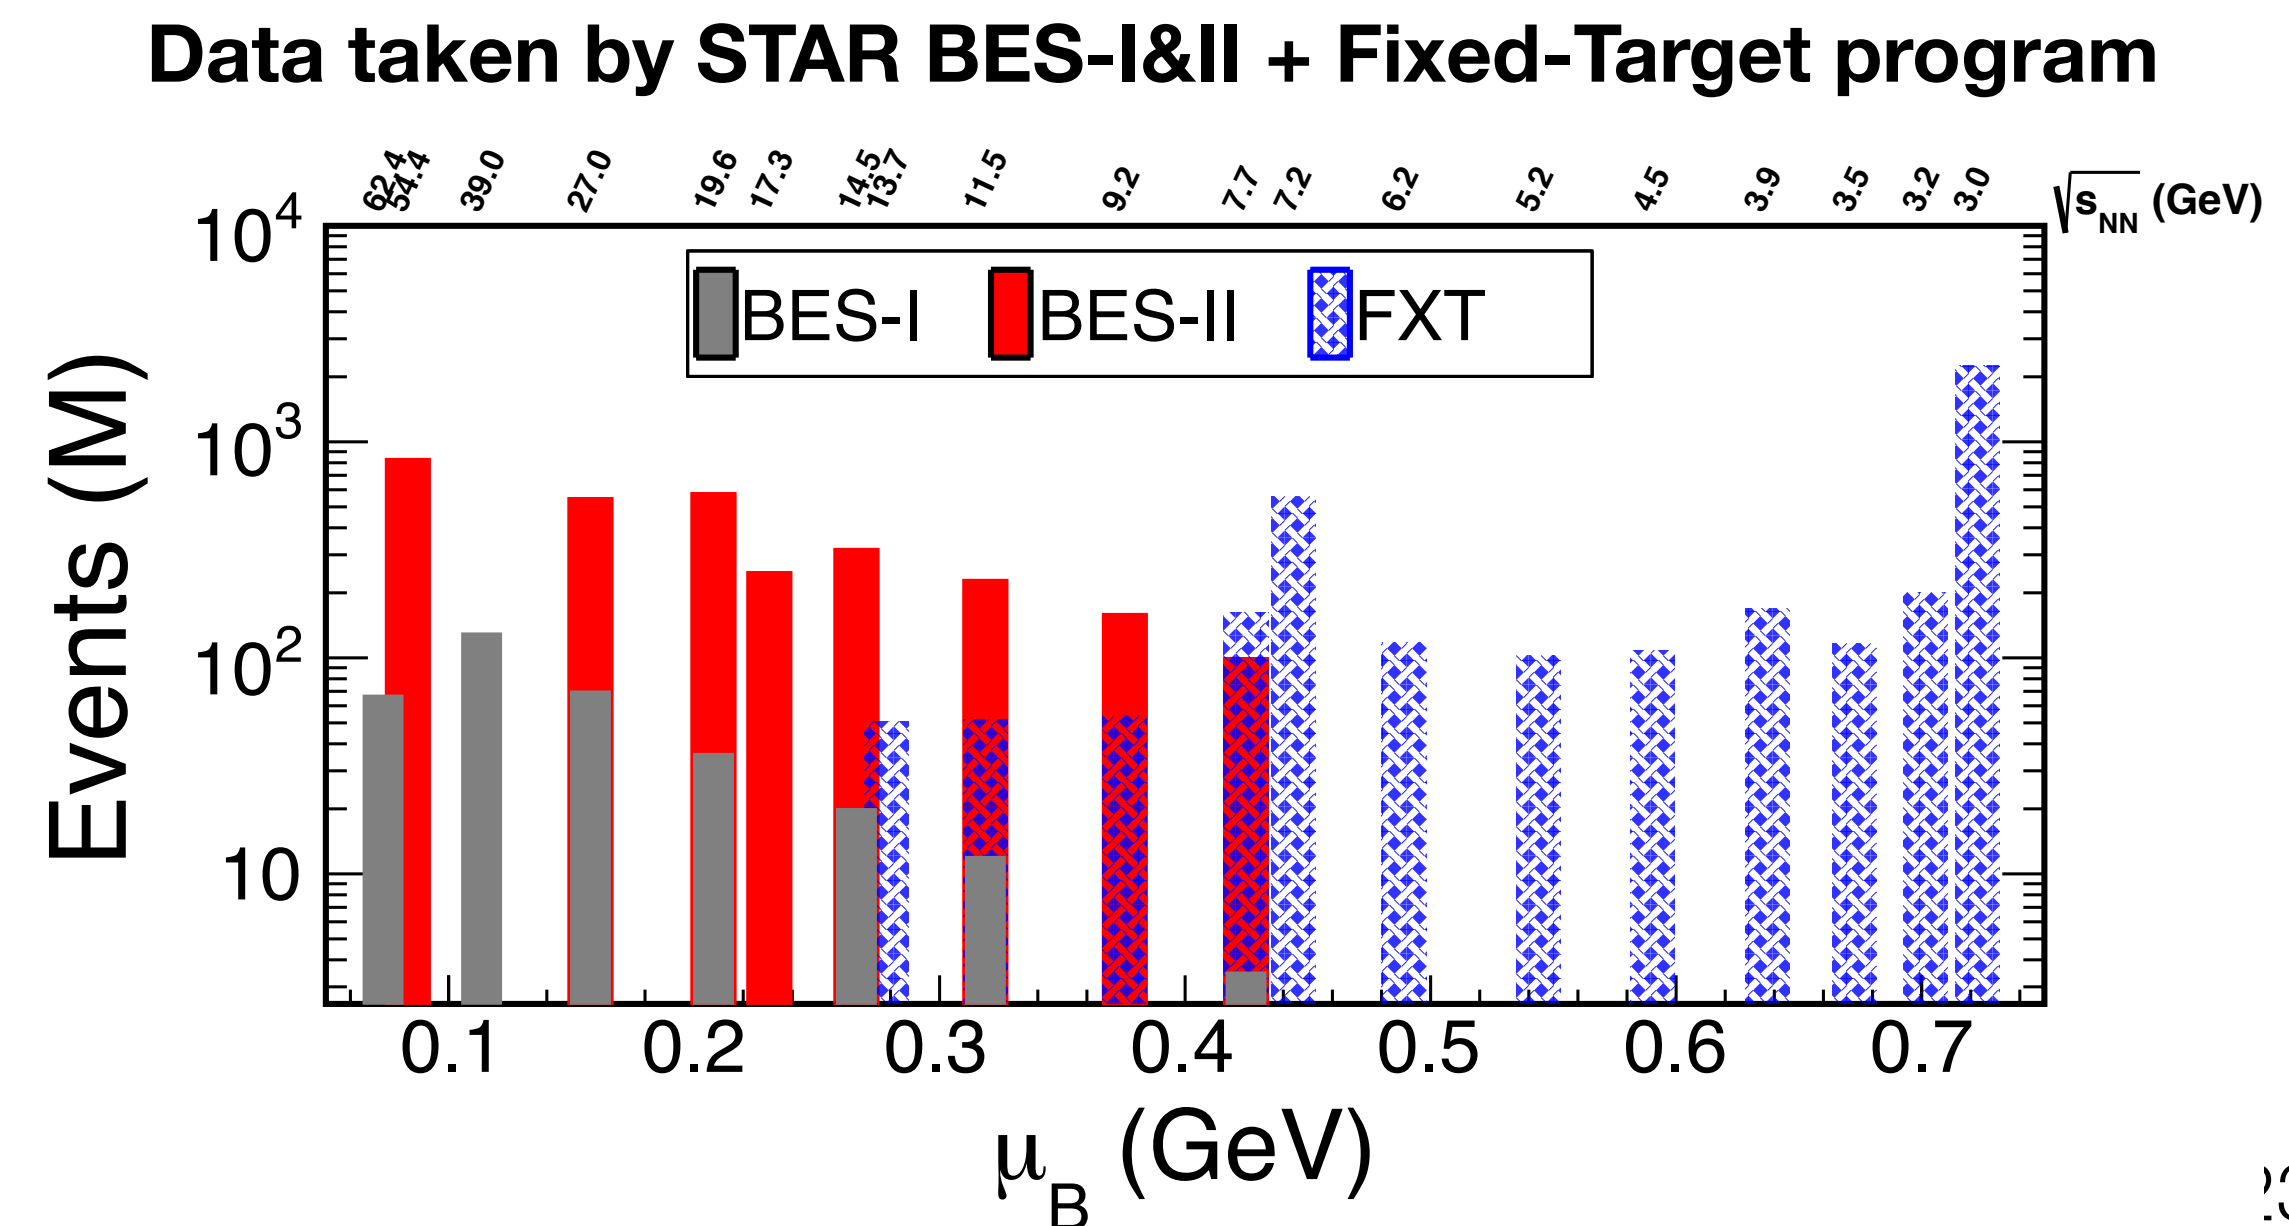 Data taken by STAR BES-I&II + Fixed-Target program
62.4 54.4 39.0 27.0 19.6 17.3 14.5 13.7 11.5 9.2 7.7 7.2 6.2 5.2 4.5 3.9 3.5 3.2 3.0 √s_NN (GeV)
10^4
BES-I BES-II FXT
10^3
10^2
10
Events (M)
0.1 0.2 0.3 0.4 0.5 0.6 0.7
μ_B (GeV)